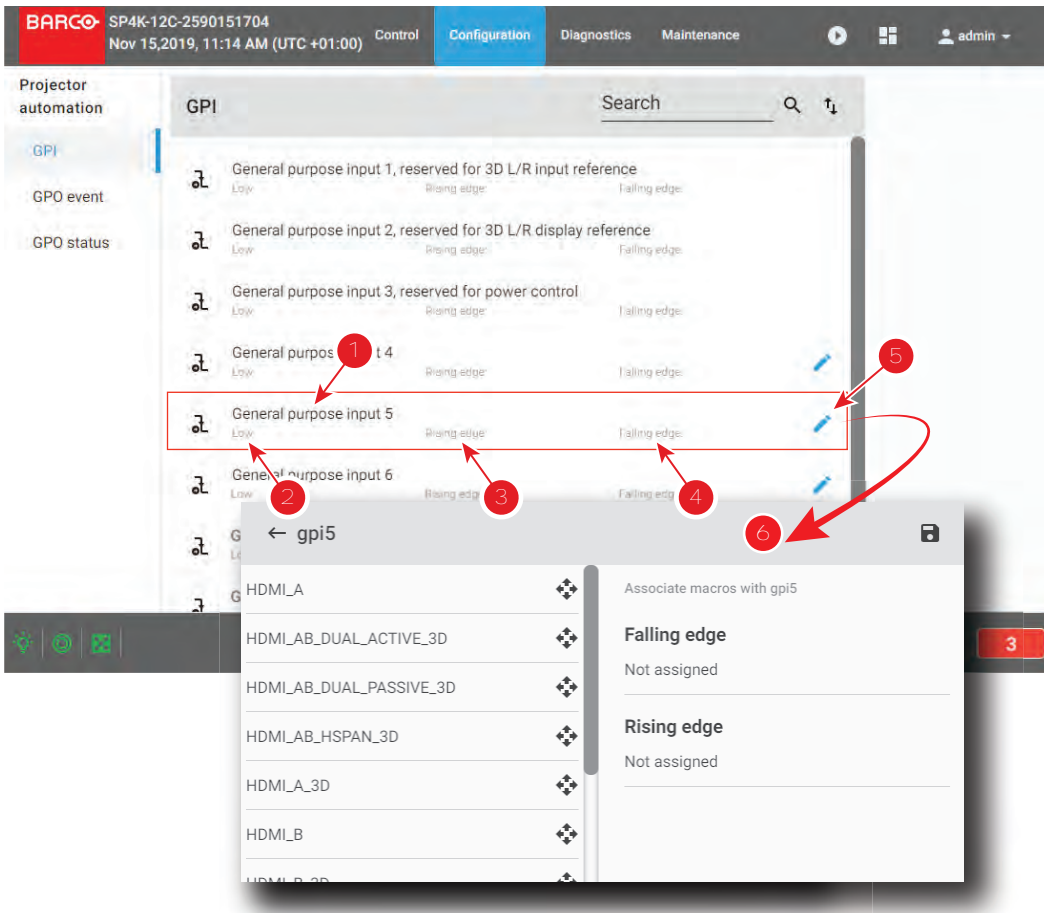 BARCO SP4K-12C-2590151704
Nov 15,2019, 11:14 AM (UTC +01:00)
Control Configuration Diagnostics Maintenance admin
Projector
automation
GPI
GPO event
GPO status
GPI Search
General purpose input 1, reserved for 3D L/R input reference
Low: Rising edge: Falling edge:
General purpose input 2, reserved for 3D L/R display reference
Low: Rising edge: Falling edge:
General purpose input 3, reserved for power control
Low: Rising edge: Falling edge:
General purpos 1 t 4 5
Low: Rising edge: Falling edge:
General purpose input 5
Low: Rising edge: Falling edge:
General purpose input 6
Low 2 Rising edg 3 Falling edg 4
G
G
gpi5 6
HDMI_A
HDMI_AB_DUAL_ACTIVE_3D
HDMI_AB_DUAL_PASSIVE_3D
HDMI_AB_HSPAN_3D
HDMI_A_3D
HDMI_B
HDMI_B_3D
Associate macros with gpi5
Falling edge
Not assigned
Rising edge
Not assigned
3